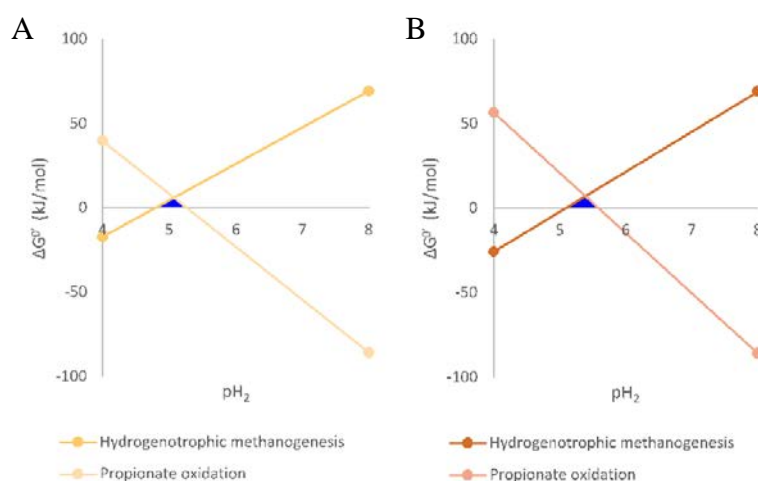 A
100
50
0
-50
-100
ΔG⁰' (kJ/mol)
4 5 6 7 8
pH₂
Hydrogenotrophic methanogenesis
Propionate oxidation
B
100
50
0
-50
-100
ΔG⁰' (kJ/mol)
4 5 6 7 8
pH₂
Hydrogenotrophic methanogenesis
Propionate oxidation